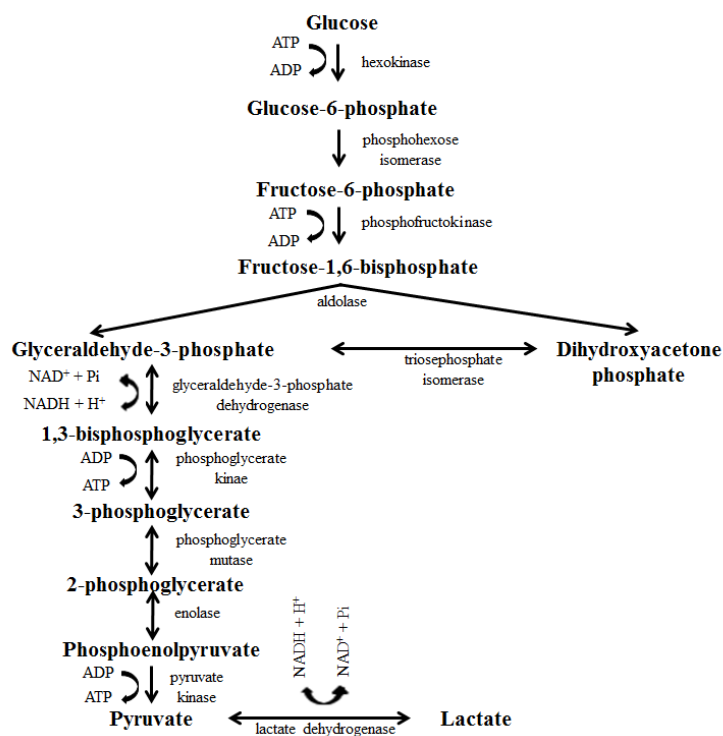 Glucose
ATP
ADP
hexokinase
Glucose-6-phosphate
phosphohexose
isomerase
Fructose-6-phosphate
ATP
ADP
phosphofructokinase
Fructose-1,6-bisphosphate
aldolase
Glyceraldehyde-3-phosphate
triosephosphate
isomerase
Dihydroxyacetone
phosphate
NAD⁺ + Pi
NADH + H⁺
glyceraldehyde-3-phosphate
dehydrogenase
1,3-bisphosphoglycerate
ADP
ATP
phosphoglycerate
kinae
3-phosphoglycerate
phosphoglycerate
mutase
2-phosphoglycerate
enolase
Phosphoenolpyruvate
ADP
ATP
pyruvate
kinase
NADH + H⁺
NAD⁺ + Pi
Pyruvate
lactate dehydrogenase
Lactate